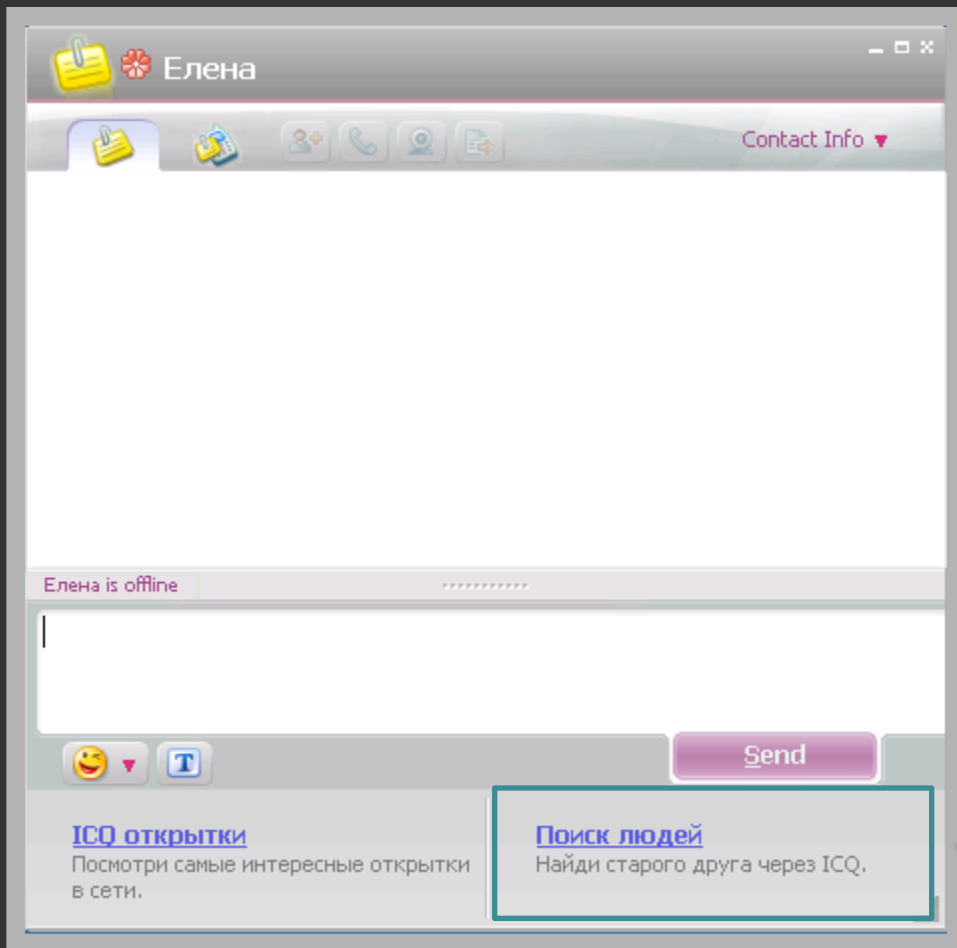 Елена
Contact Info
Елена is offline
Send
ICQ открытки
Посмотри самые интересные открытки
в сети.
Поиск людей
Найди старого друга через ICQ.